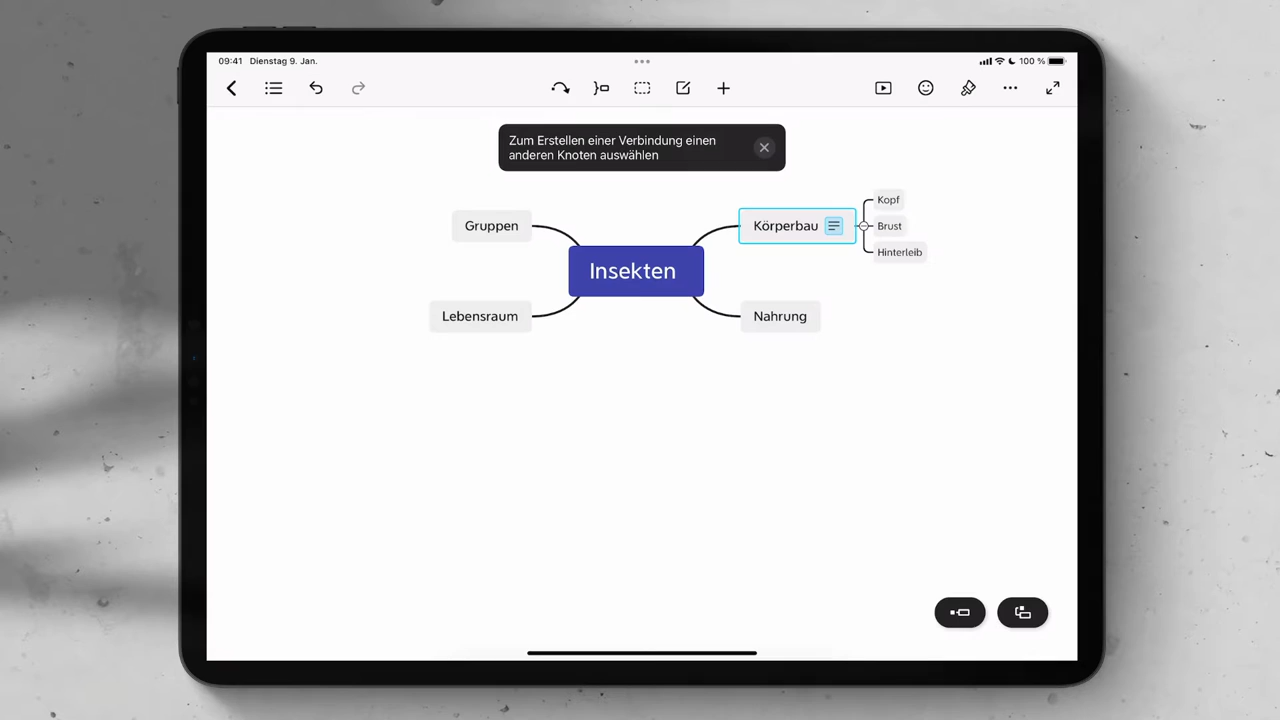 09:41 Dienstag 9. Jan.
100 %
Zum Erstellen einer Verbindung einen
anderen Knoten auswählen
Gruppen
Insekten
Lebensraum
Körperbau
Kopf
Brust
Hinterleib
Nahrung